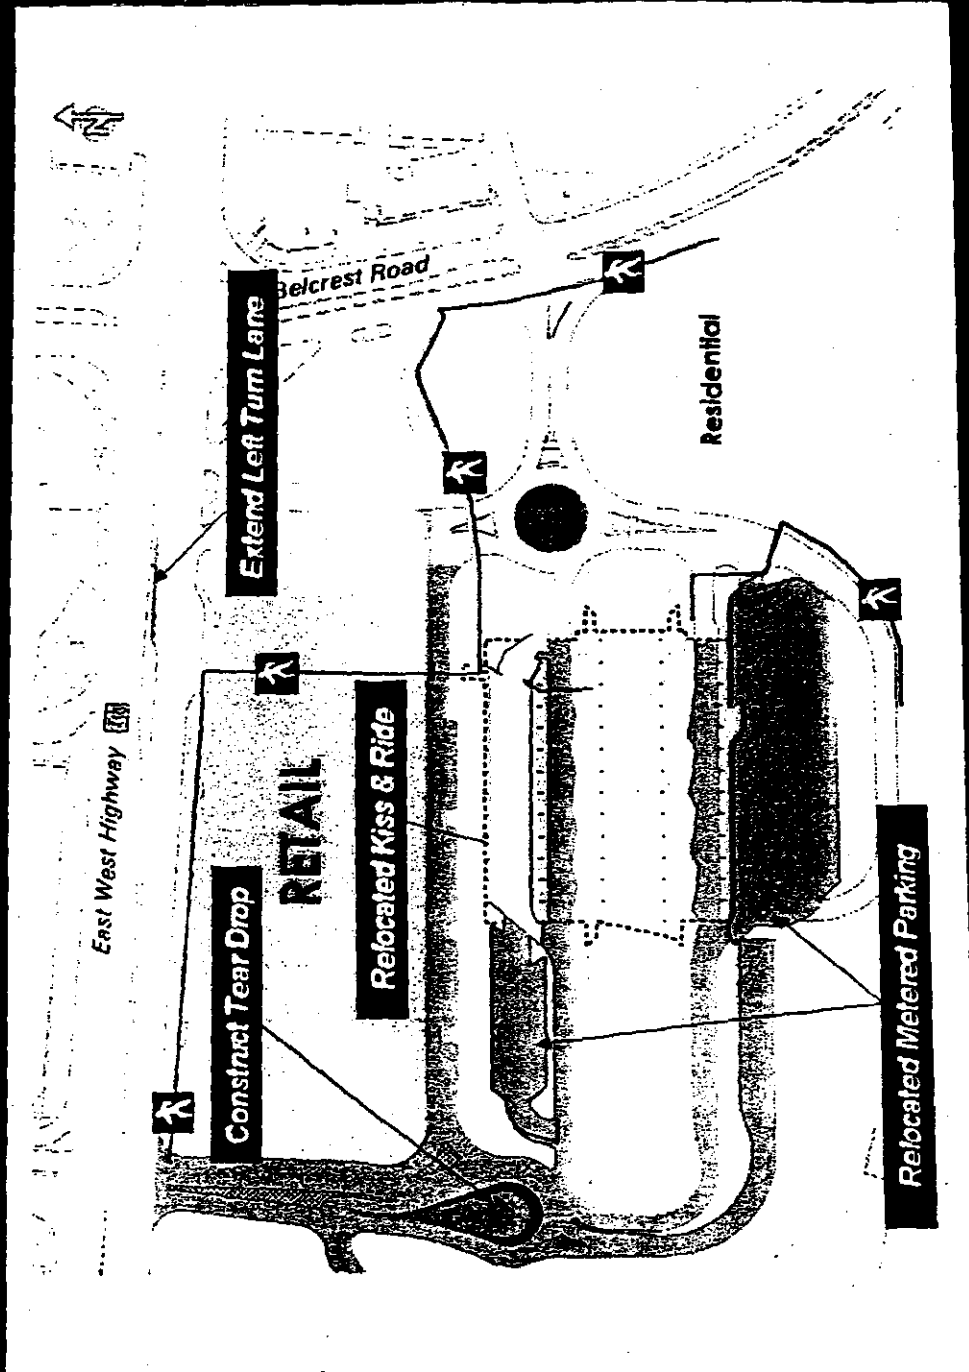 N
East West Highway
Belcrest Road
Extend Left Turn Lane
Construct Tear Drop
RETAIL
Relocated Kiss & Ride
Residential
Relocated Metered Parking